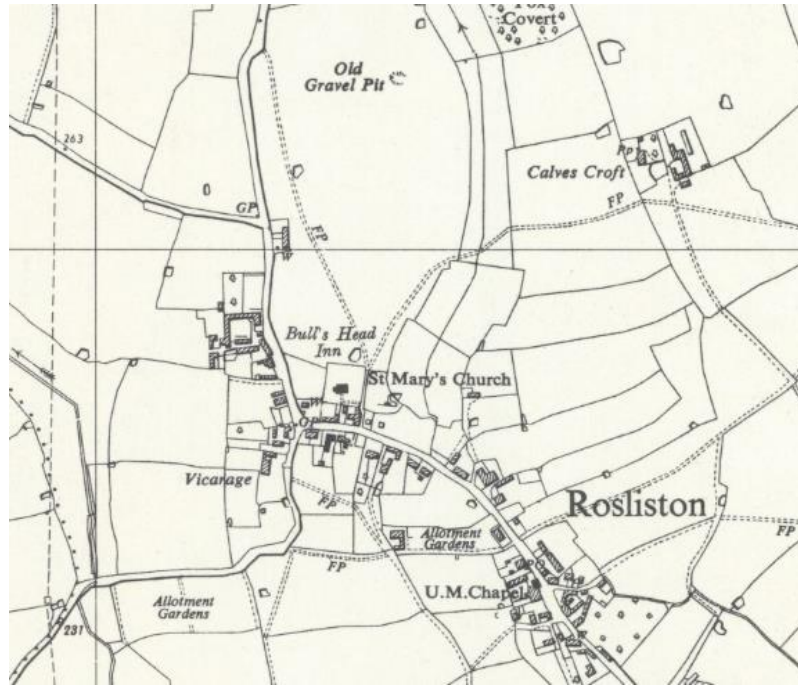 Fox
Covert
Old
Gravel Pit
263
Rp
Calves Croft
FP
GP
FP
Bull's Head
Inn
St Mary's Church
Vicarage
FP
Rosliston
Allotment
Gardens
FP
FP
U.M. Chapel
Allotment
Gardens
231